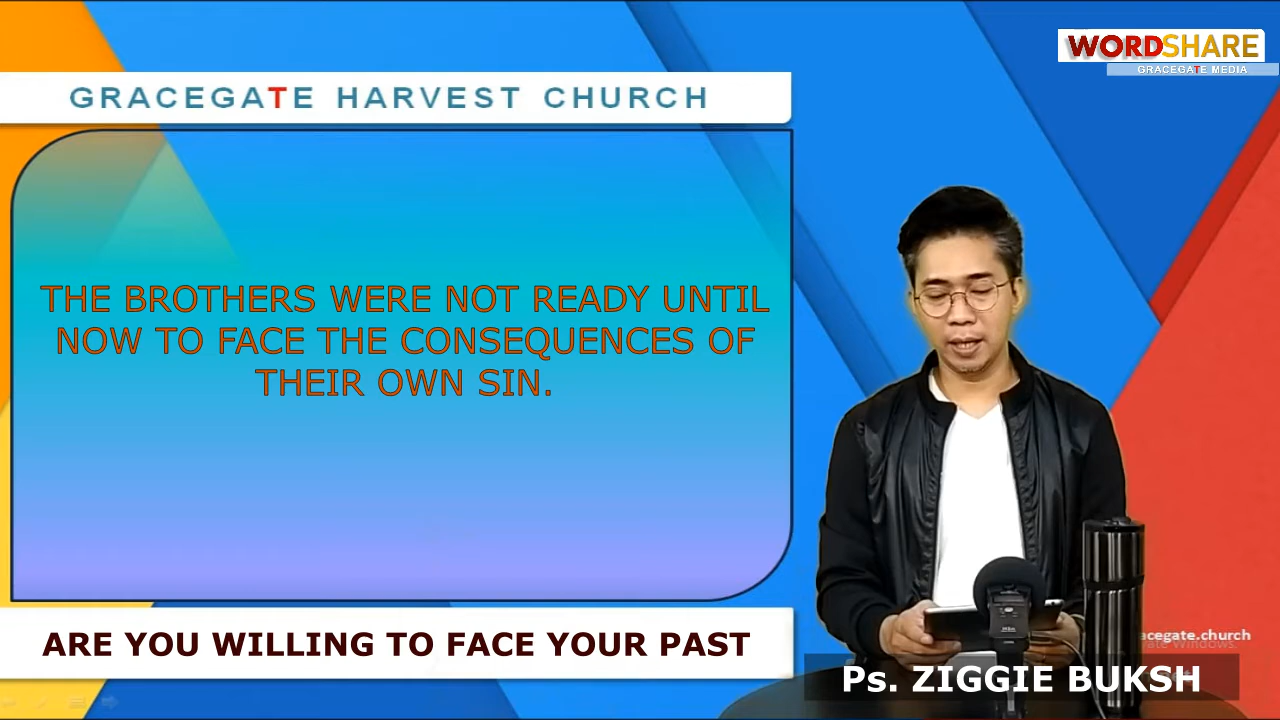 WORDSHARE
GRACEGATE MEDIA
GRACEGATE HARVEST CHURCH
THE BROTHERS WERE NOT READY UNTIL
NOW TO FACE THE CONSEQUENCES OF
THEIR OWN SIN.
ARE YOU WILLING TO FACE YOUR PAST
acegate.church
Windows.
Ps. ZIGGIE BUKSH